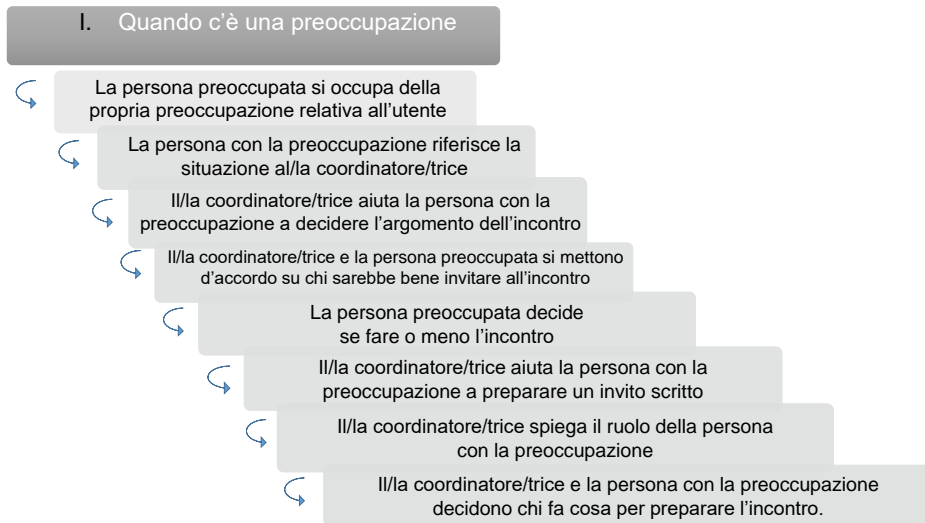 I. Quando c’è una preoccupazione
La persona preoccupata si occupa della
propria preoccupazione relativa all’utente
La persona con la preoccupazione riferisce la
situazione al/la coordinatore/trice
Il/la coordinatore/trice aiuta la persona con la
preoccupazione a decidere l’argomento dell’incontro
Il/la coordinatore/trice e la persona preoccupata si mettono
d’accordo su chi sarebbe bene invitare all’incontro
La persona preoccupata decide
se fare o meno l’incontro
Il/la coordinatore/trice aiuta la persona con la
preoccupazione a preparare un invito scritto
Il/la coordinatore/trice spiega il ruolo della persona
con la preoccupazione
Il/la coordinatore/trice e la persona con la preoccupazione
decidono chi fa cosa per preparare l’incontro.